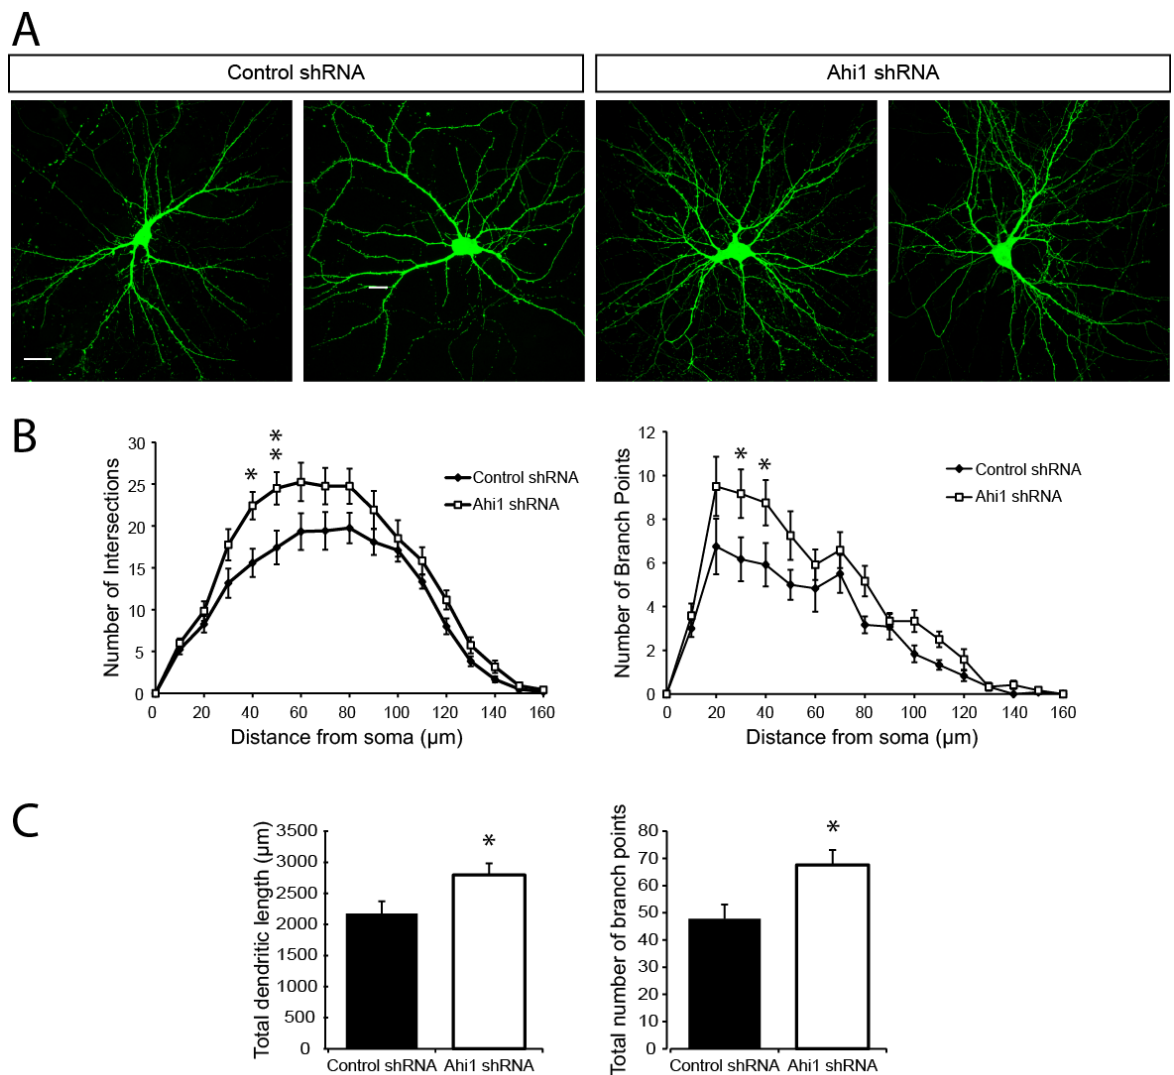 A
Control shRNA
Ahi1 shRNA
B
Number of Intersections
30
25
20
15
10
5
0
*
*
*
Control shRNA
Ahi1 shRNA
0 20 40 60 80 100 120 140 160
Distance from soma (µm)
Number of Branch Points
12
10
8
6
4
2
0
* *
Control shRNA
Ahi1 shRNA
0 20 40 60 80 100 120 140 160
Distance from soma (µm)
C
Total dendritic length (µm)
3500
3000
2500
2000
1500
1000
500
0
*
Control shRNA Ahi1 shRNA
Total number of branch points
80
70
60
50
40
30
20
10
0
*
Control shRNA Ahi1 shRNA